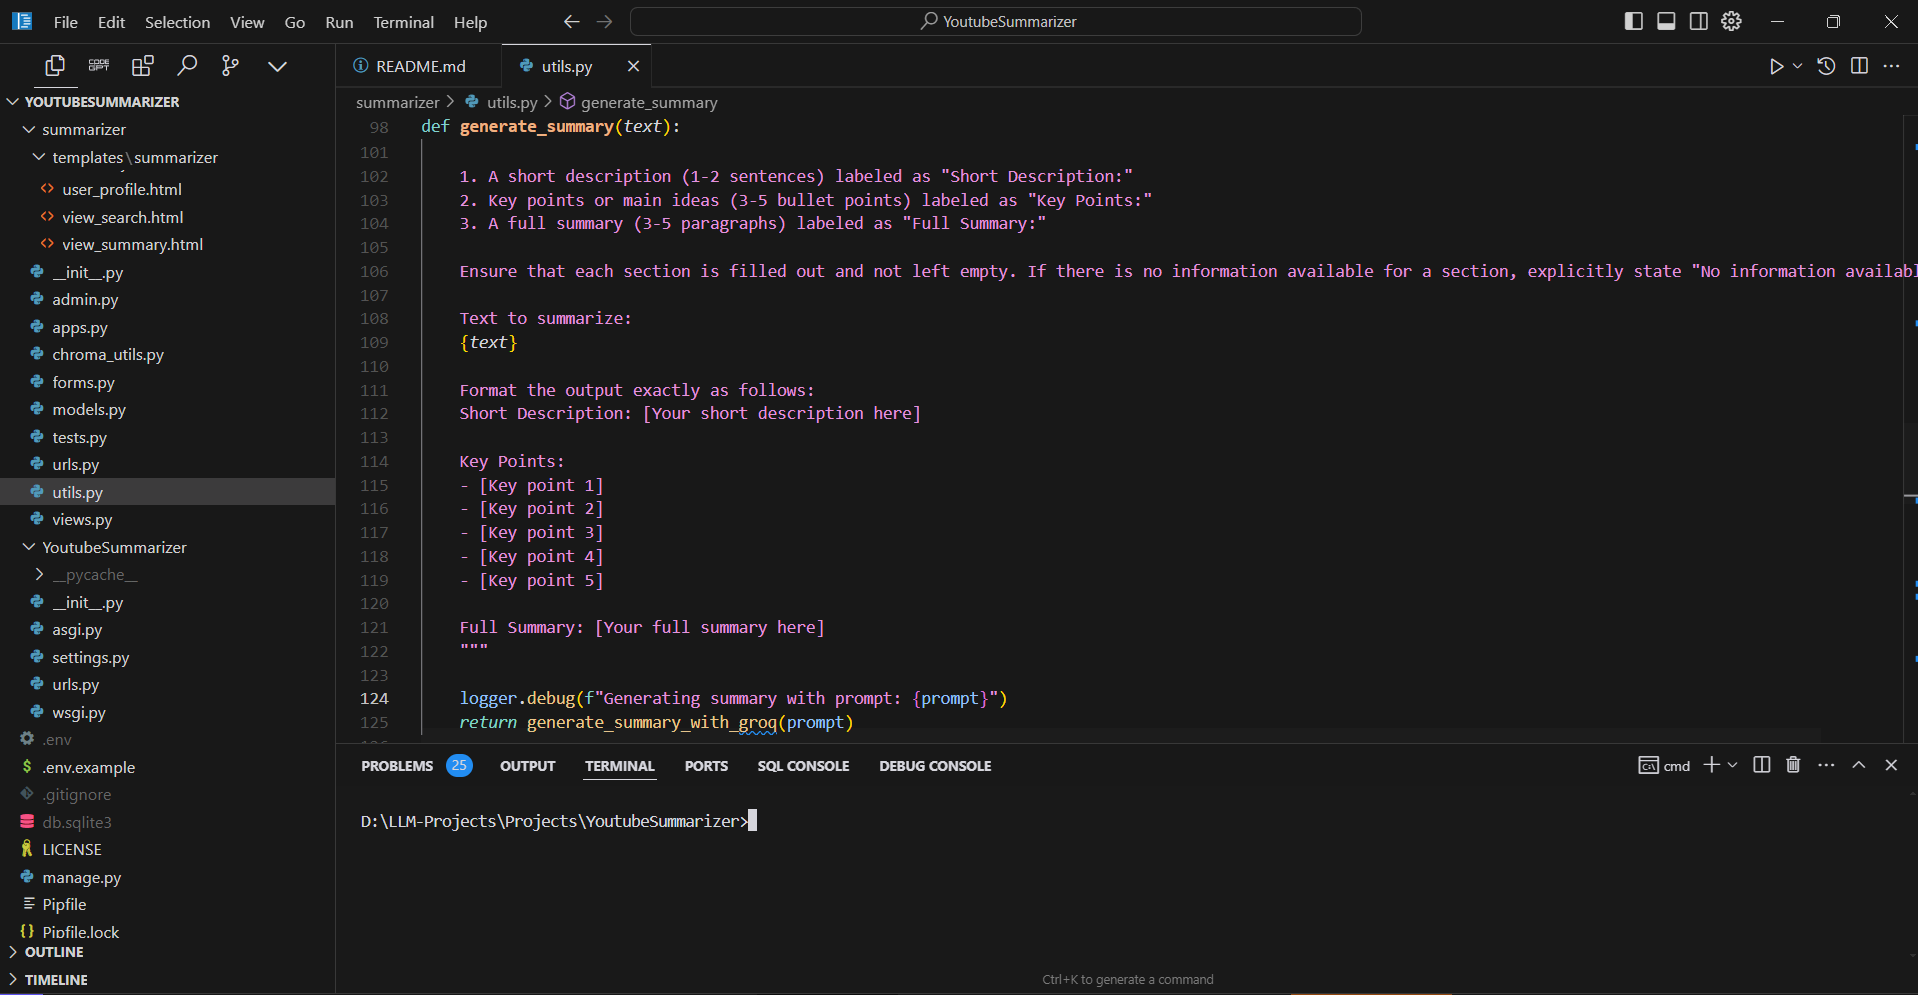 File Edit Selection View Go Run Terminal Help
YoutubeSummarizer
CODE GPT
README.md
utils.py
YOUTUBESUMMARIZER
summarizer
templates\summarizer
user_profile.html
view_search.html
view_summary.html
__init__.py
admin.py
apps.py
chroma_utils.py
forms.py
models.py
tests.py
urls.py
utils.py
views.py
YoutubeSummarizer
__pycache__
__init__.py
asgi.py
settings.py
urls.py
wsgi.py
.env
.env.example
.gitignore
db.sqlite3
LICENSE
manage.py
Pipfile
Pipfile.lock
OUTLINE
TIMELINE
summarizer > utils.py > generate_summary
98 def generate_summary(text):
101
102 1. A short description (1-2 sentences) labeled as "Short Description:"
103 2. Key points or main ideas (3-5 bullet points) labeled as "Key Points:"
104 3. A full summary (3-5 paragraphs) labeled as "Full Summary:"
105
106 Ensure that each section is filled out and not left empty. If there is no information available for a section, explicitly state "No information availabl
107
108 Text to summarize:
109 {text}
110
111 Format the output exactly as follows:
112 Short Description: [Your short description here]
113
114 Key Points:
115 - [Key point 1]
116 - [Key point 2]
117 - [Key point 3]
118 - [Key point 4]
119 - [Key point 5]
120
121 Full Summary: [Your full summary here]
122 """
123
124 logger.debug(f"Generating summary with prompt: {prompt}")
125 return generate_summary_with_groq(prompt)
PROBLEMS 25 OUTPUT TERMINAL PORTS SQL CONSOLE DEBUG CONSOLE
cmd
D:\LLM-Projects\Projects\YoutubeSummarizer>
Ctrl+K to generate a command